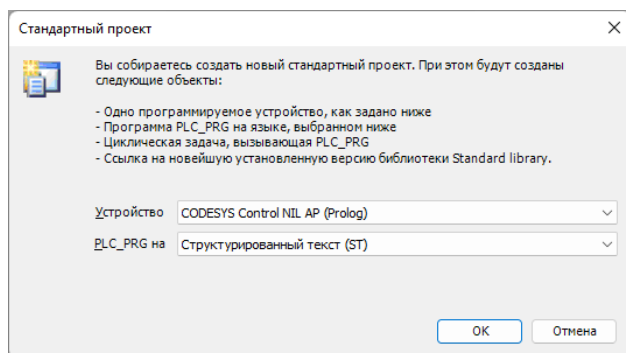 Стандартный проект
Вы собираетесь создать новый стандартный проект. При этом будут созданы
следующие объекты:
- Одно программируемое устройство, как задано ниже
- Программа PLC_PRG на языке, выбранном ниже
- Циклическая задача, вызывающая PLC_PRG
- Ссылка на новейшую установленную версию библиотеки Standard library.
Устройство CODESYS Control NIL AP (Prolog)
PLC_PRG на Структурированный текст (ST)
OK Отмена